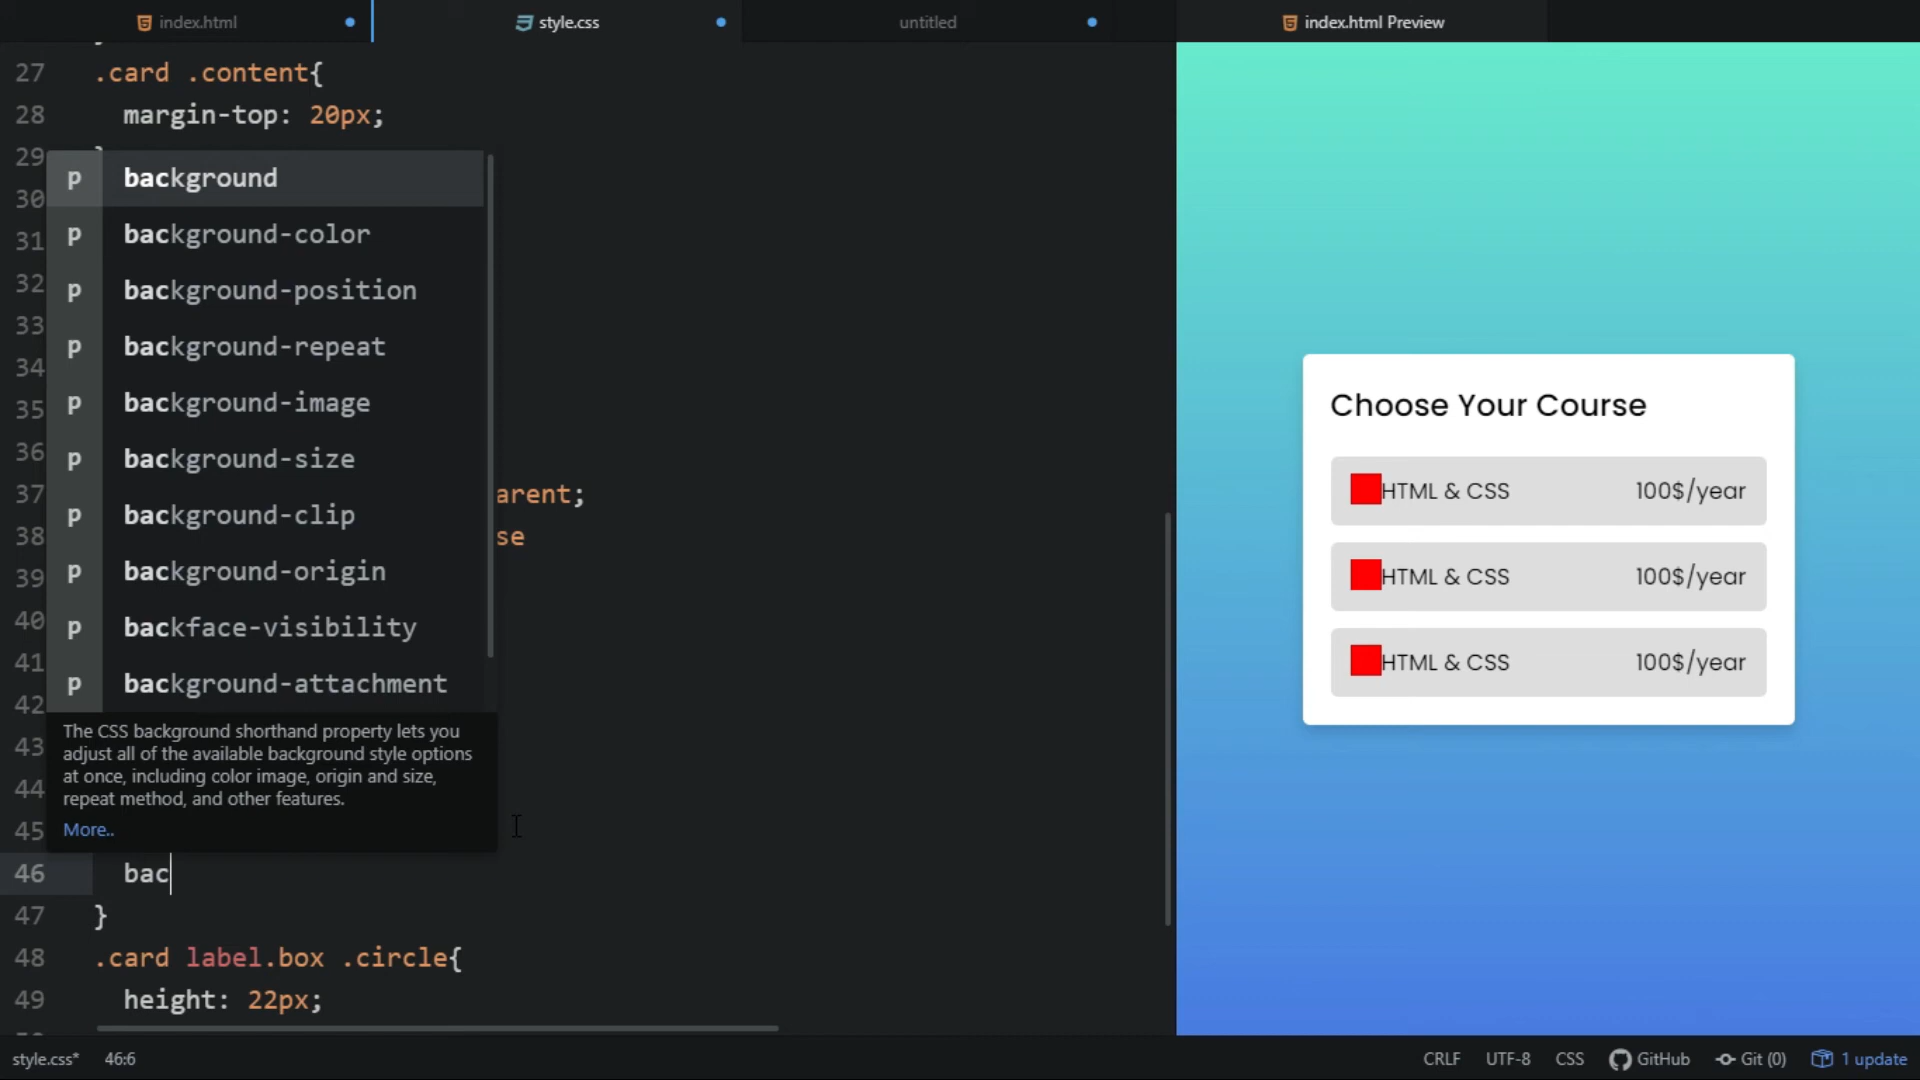 index.html
style.css
untitled
index.html Preview
27 .card .content{
28 margin-top: 20px;
29
30
31
32
33
34
35
36
37 arent;
38 se
39
40
41
42
43
44
45
p background
p background-color
p background-position
p background-repeat
p background-image
p background-size
p background-clip
p background-origin
p backface-visibility
p background-attachment
The CSS background shorthand property lets you
adjust all of the available background style options
at once, including color image, origin and size,
repeat method, and other features.
More..
46 bac
47 }
48 .card label.box .circle{
49 height: 22px;
Choose Your Course
HTML & CSS 100$/year
HTML & CSS 100$/year
HTML & CSS 100$/year
style.css* 46:6
CRLF UTF-8 CSS GitHub Git (0) 1 update